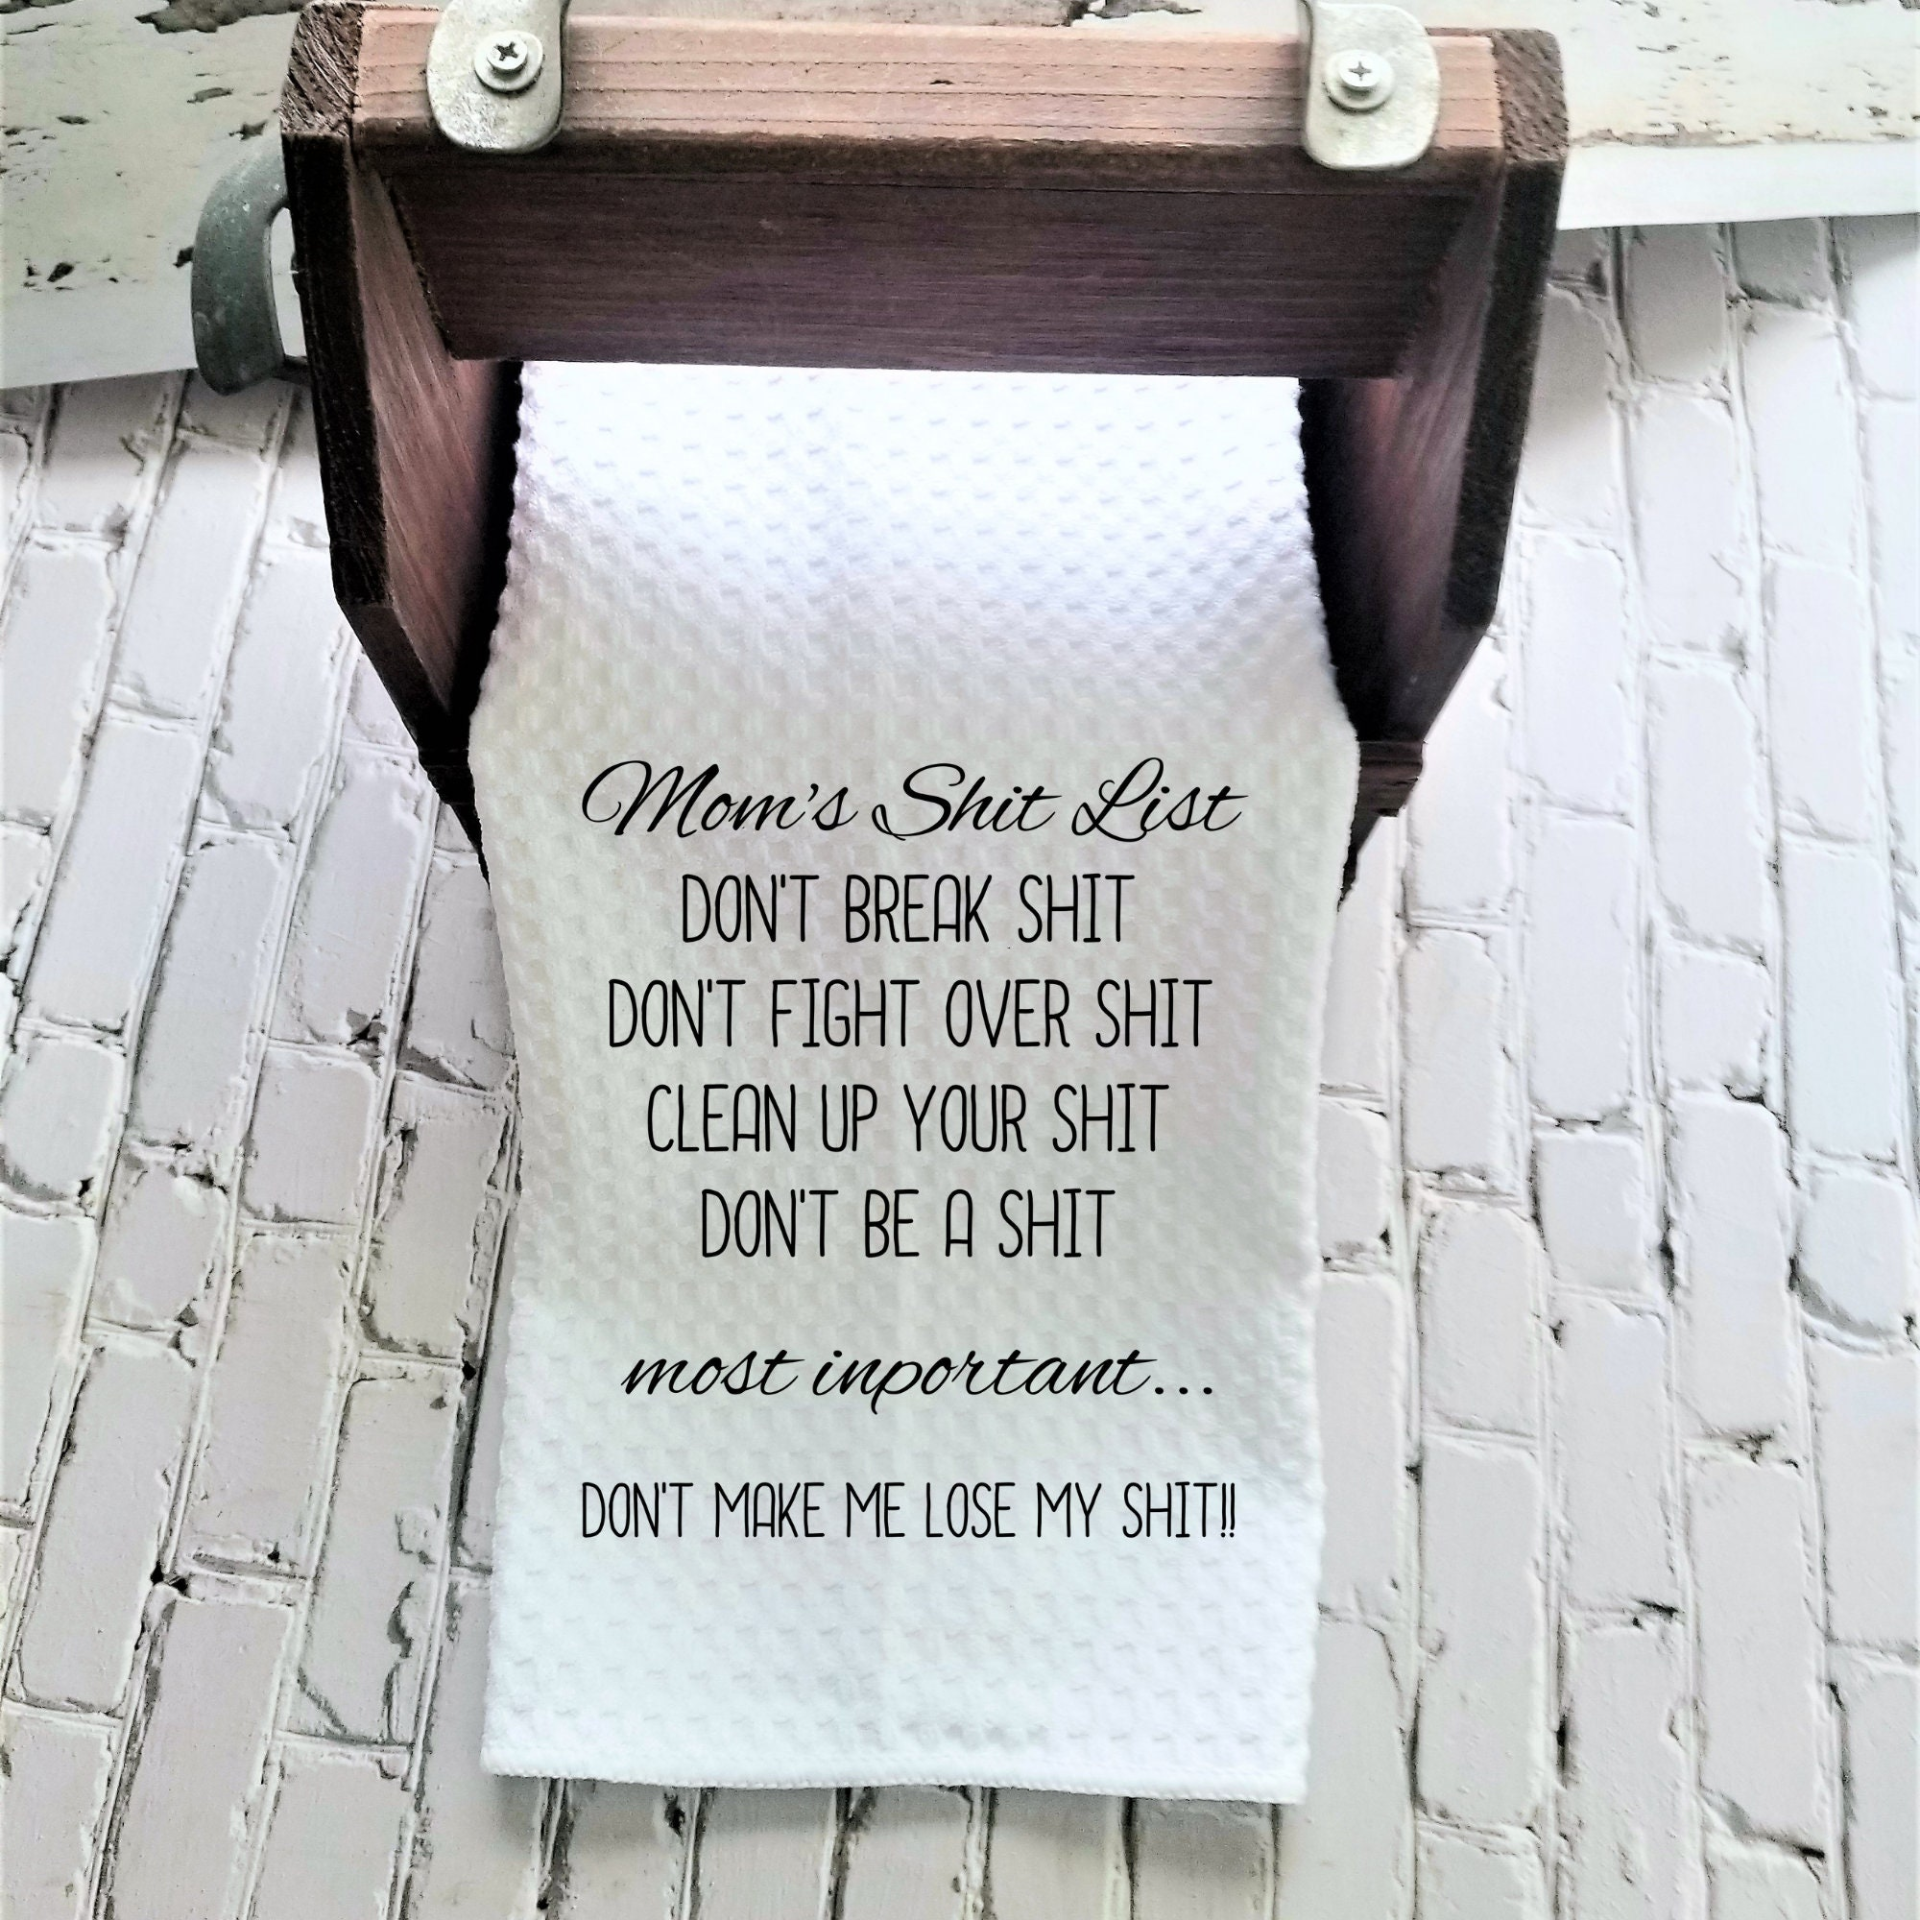 Mom's Shit List
DON'T BREAK SHIT
DON'T FIGHT OVER SHIT
CLEAN UP YOUR SHIT
DON'T BE A SHIT
most inportant...
DON'T MAKE ME LOSE MY SHIT!!